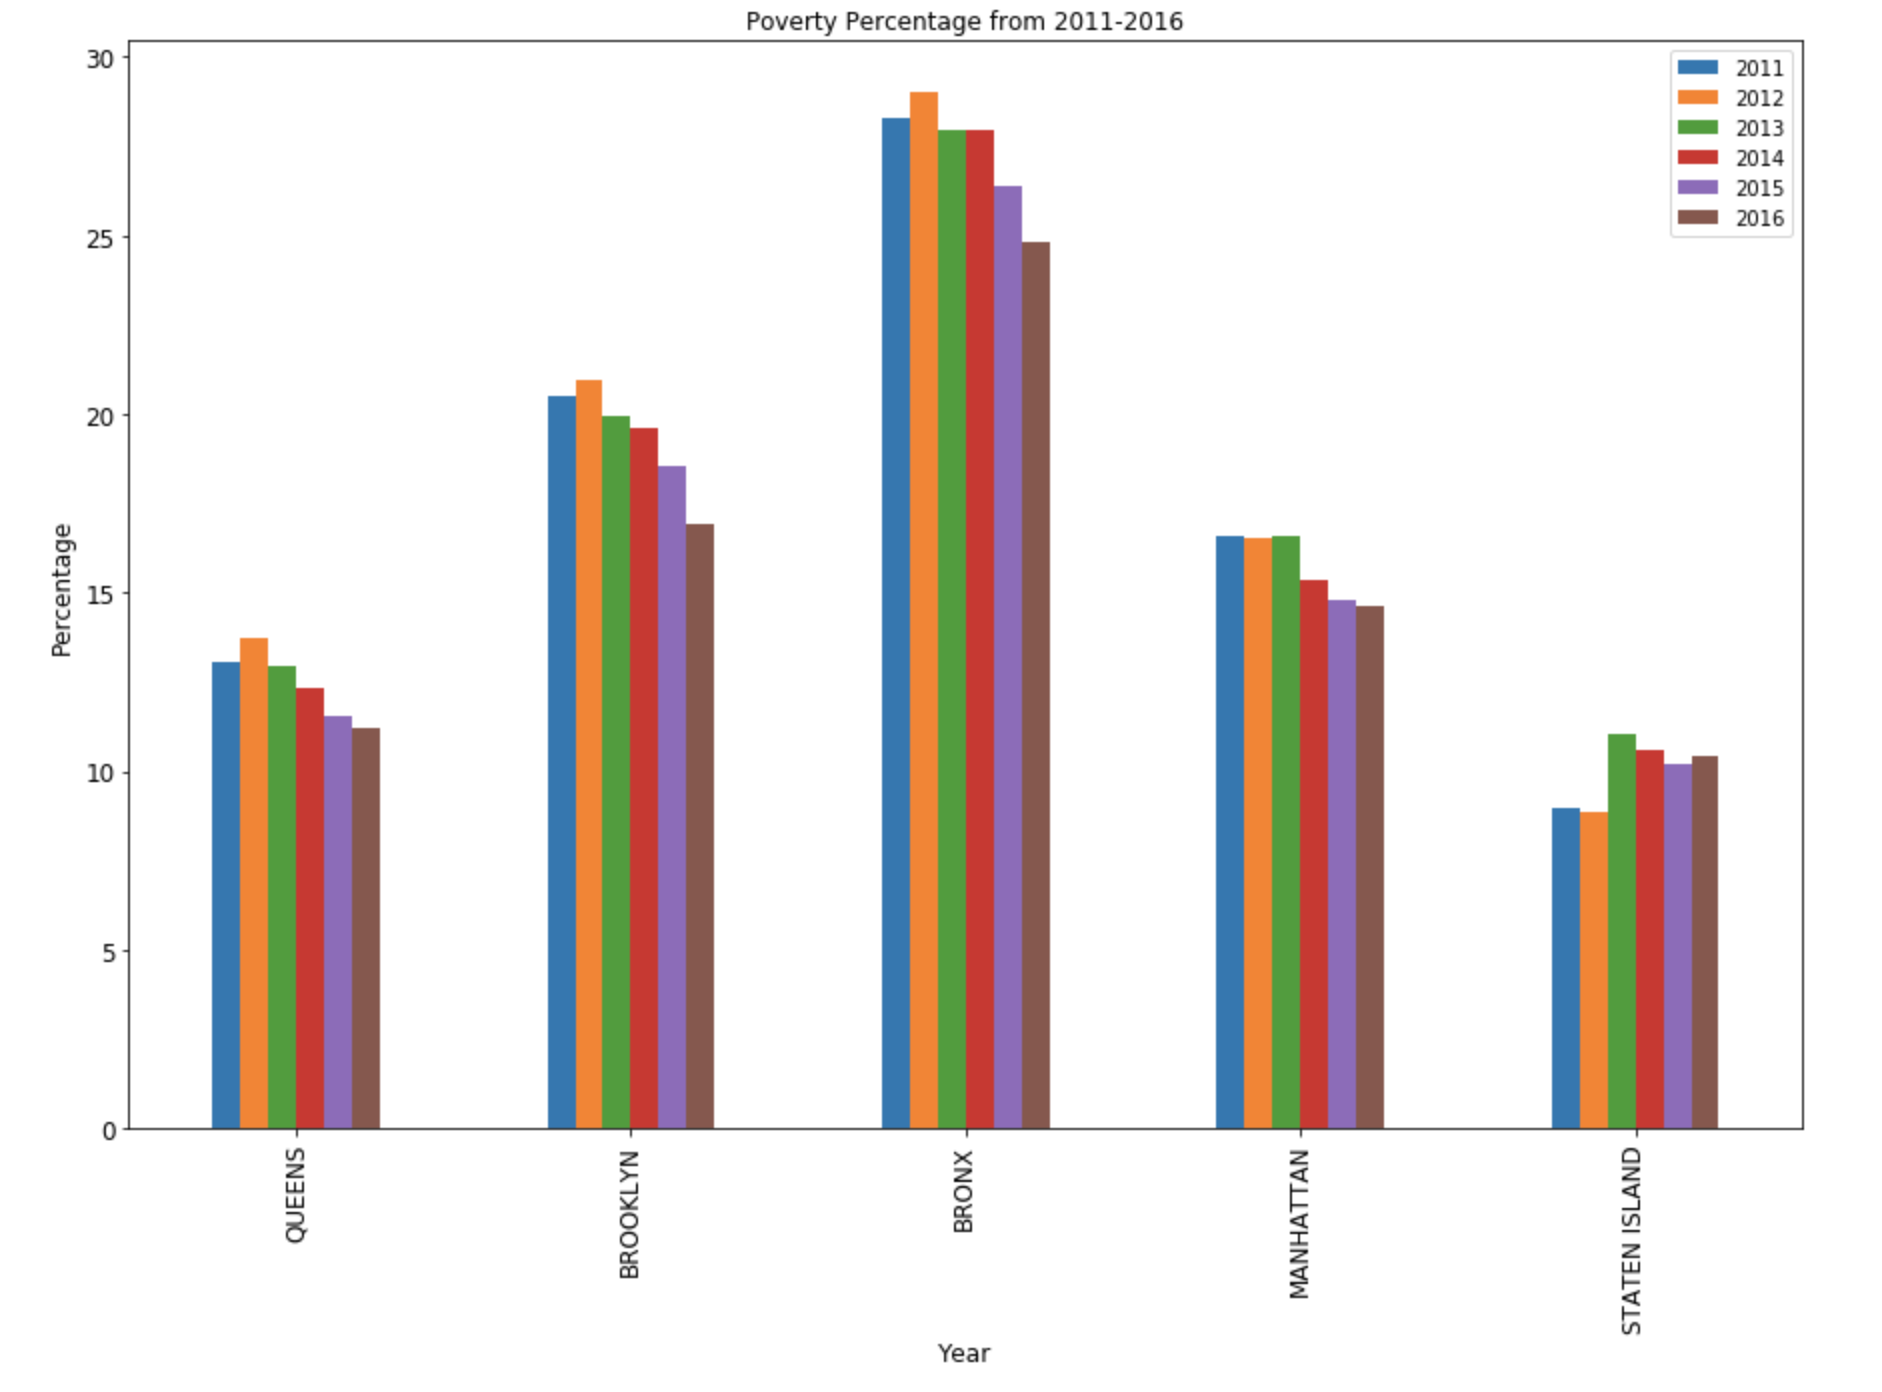 Poverty Percentage from 2011-2016
30
25
20
15
10
5
0
Percentage
2011
2012
2013
2014
2015
2016
QUEENS
BROOKLYN
BRONX
MANHATTAN
STATEN ISLAND
Year